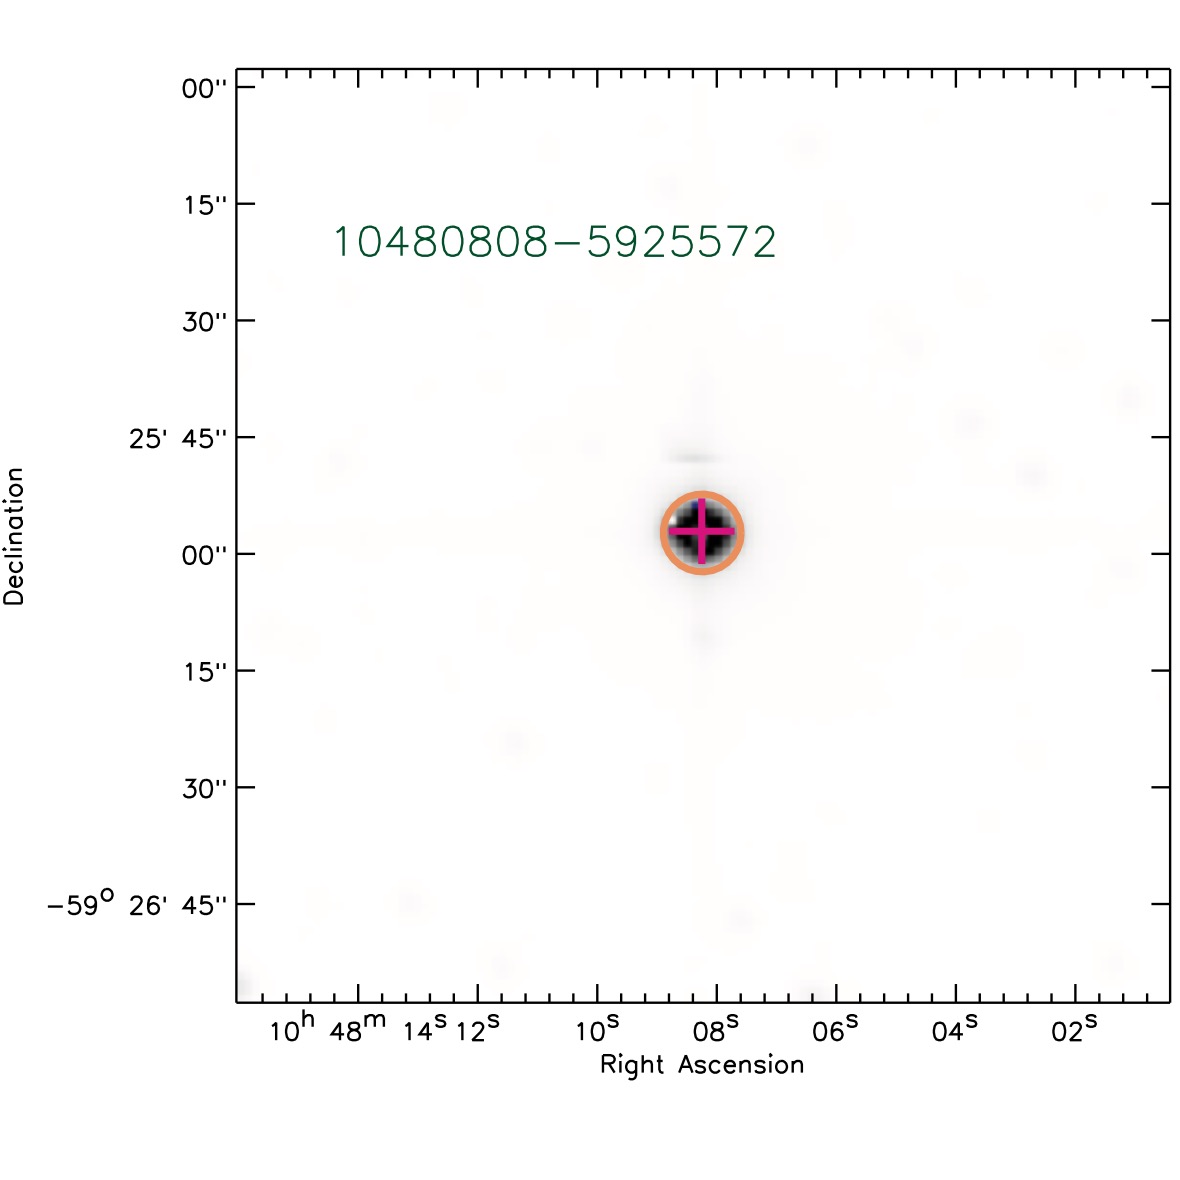 00"
15"
10480808-5925572
30"
25' 45"
00"
15"
30"
-59° 26' 45"
Declination
10h 48m 14s 12s 10s 08s 06s 04s 02s
Right Ascension